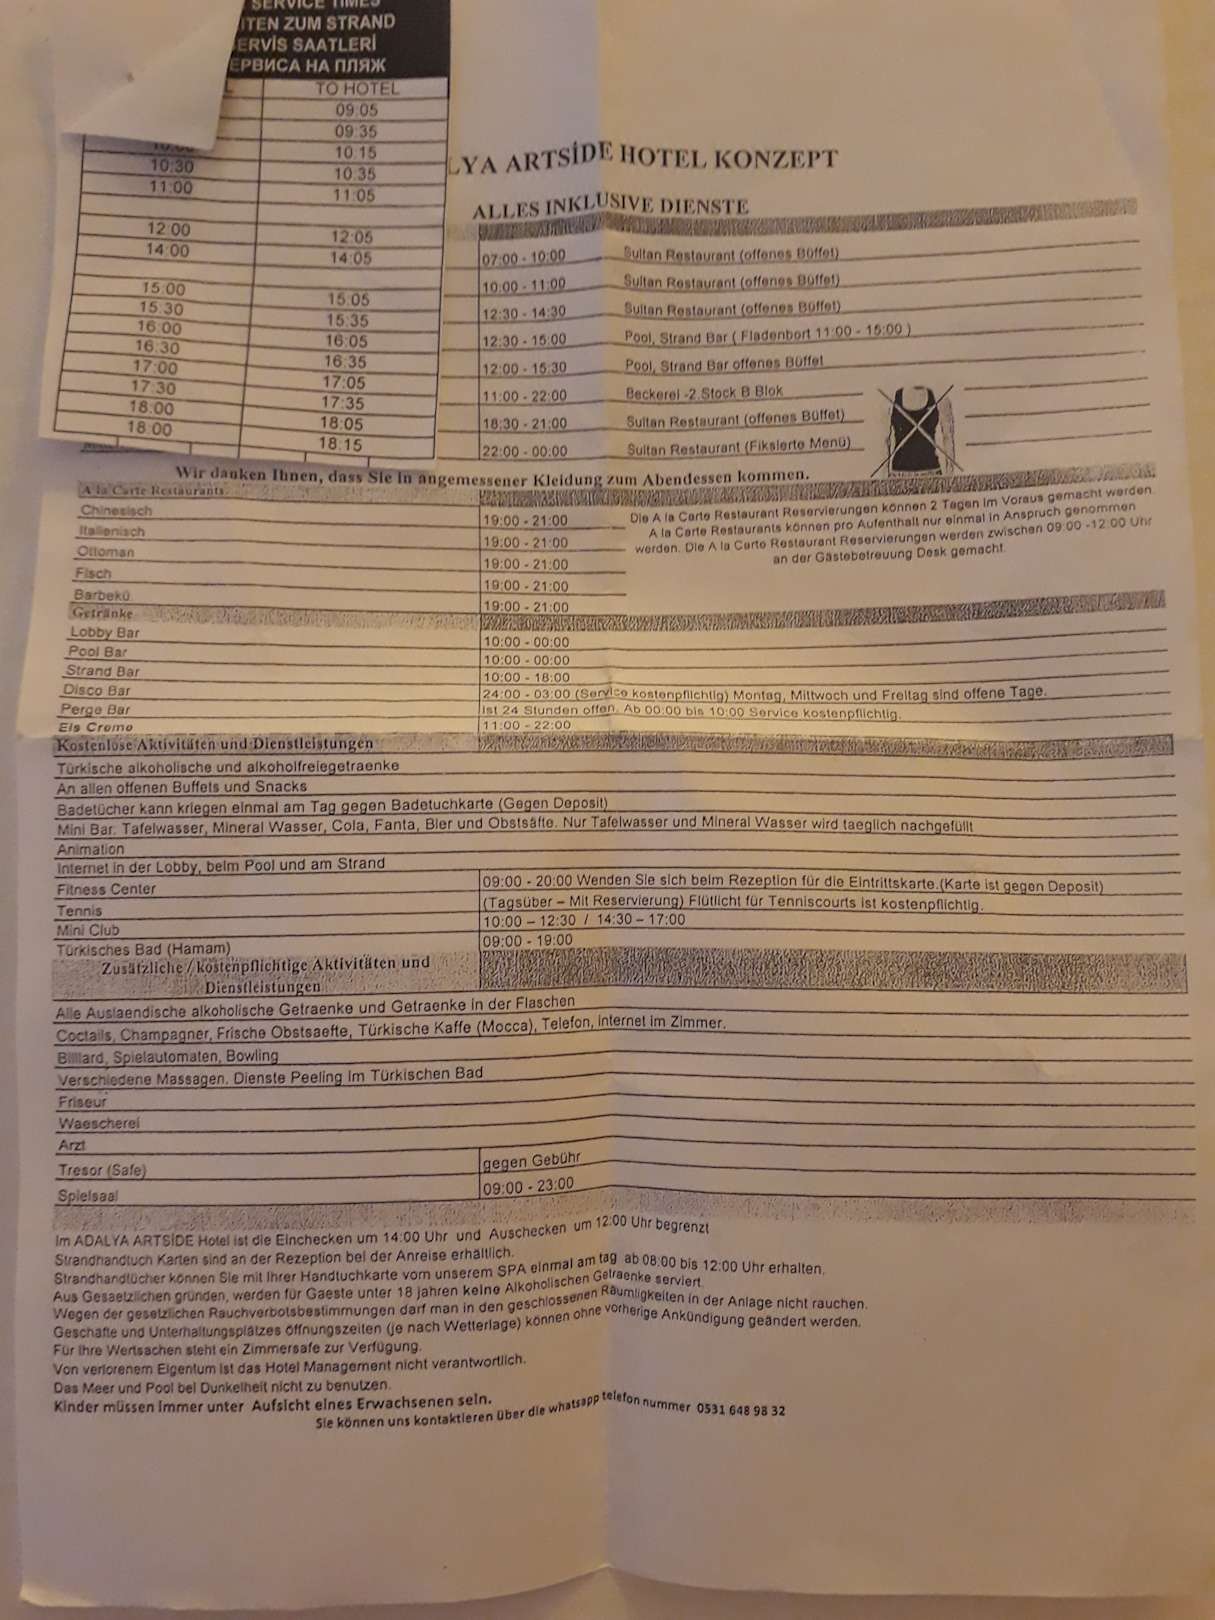 SERVICE TIMES
ITEN ZUM STRAND
ERVİS SAATLERİ
ЕРВИСА НА ПЛЯЖ
L TO HOTEL
09:05
09:35
10:00 10:15
10:30 10:35
11:00 11:05
12:00 12:05
14:00 14:05
15:00 15:05
15:30 15:35
16:00 16:05
16:30 16:35
17:00 17:05
17:30 17:35
18:00 18:05
18:00 18:15
LYA ARTSİDE HOTEL KONZEPT
ALLES INKLUSIVE DIENSTE
07:00 - 10:00 Sultan Restaurant (offenes Büffet)
10:00 - 11:00 Sultan Restaurant (offenes Büffet)
12:30 - 14:30 Sultan Restaurant (offenes Büffet)
12:30 - 15:00 Pool, Strand Bar ( Fladenbort 11:00 - 15:00 )
12:00 - 15:30 Pool, Strand Bar offenes Büffet
11:00 - 22:00 Beckerei -2.Stock B Blok
18:30 - 21:00 Sultan Restaurant (offenes Büffet)
22:00 - 00:00 Sultan Restaurant (Fiksierte Menü)
Wir danken Ihnen, dass Sie in angemessener Kleidung zum Abendessen kommen.
A la Carte Restaurants.
Chinesisch 19:00 - 21:00
Italienisch 19:00 - 21:00
Ottoman 19:00 - 21:00
Fisch 19:00 - 21:00
Barbekü 19:00 - 21:00
Die A la Carte Restaurant Reservierungen können 2 Tagen im Voraus gemacht werden.
A la Carte Restaurants können pro Aufenthalt nur einmal in Anspruch genommen
werden. Die A la Carte Restaurant Reservierungen werden zwischen 09:00 -12:00 Uhr
an der Gästebetreuung Desk gemacht.
Getränke
Lobby Bar 10:00 - 00:00
Pool Bar 10:00 - 00:00
Strand Bar 10:00 - 18:00
Disco Bar 24:00 - 03:00 (Service kostenpflichtig) Montag, Mittwoch und Freitag sind offene Tage.
Perge Bar ist 24 Stunden offen. Ab 00:00 bis 10:00 Service kostenpflichtig.
Eis Creme 11:00 - 22:00
Kostenlose Aktivitäten und Dienstleistungen
Türkische alkoholische und alkoholfreiegetraenke
An allen offenen Buffets und Snacks
Badetücher kann kriegen einmal am Tag gegen Badetuchkarte (Gegen Deposit)
Mini Bar: Tafelwasser, Mineral Wasser, Cola, Fanta, Bier und Obstsäfte. Nur Tafelwasser und Mineral Wasser wird taeglich nachgefüllt
Animation
Internet in der Lobby, beim Pool und am Strand
Fitness Center 09:00 - 20:00 Wenden Sie sich beim Rezeption für die Eintrittskarte.(Karte ist gegen Deposit)
Tennis (Tagsüber – Mit Reservierung) Flütlicht für Tenniscourts ist kostenpflichtig.
Mini Club 10:00 – 12:30 / 14:30 – 17:00
Türkisches Bad (Hamam) 09:00 - 19:00
Zusätzliche / kostenpflichtige Aktivitäten und
Dienstleistungen
Alle Auslaendische alkoholische Getraenke und Getraenke in der Flaschen
Coctails, Champagner, Frische Obstsaefte, Türkische Kaffe (Mocca), Telefon, internet im Zimmer.
Billiard, Spielautomaten, Bowling
Verschiedene Massagen. Dienste Peeling im Türkischen Bad
Friseur
Waescherei
Arzt
Tresor (Safe) gegen Gebühr
Spielsaal 09:00 - 23:00
Im ADALYA ARTSİDE Hotel ist die Einchecken um 14:00 Uhr und Auschecken um 12:00 Uhr begrenzt
Strandhandtuch Karten sind an der Rezeption bei der Anreise erhältlich.
Strandhandtücher können Sie mit Ihrer Handtuchkarte vom unserem SPA einmal am tag ab 08:00 bis 12:00 Uhr erhalten.
Aus Gesaetzlichen gründen, werden für Gaeste unter 18 jahren keine Alkoholischen Getraenke serviert.
Wegen der gesetzlichen Rauchverbotsbestimmungen darf man in den geschlossenen Räumligkeiten in der Anlage nicht rauchen.
Geschäfte und Unterhaltungsplätzes öffnungszeiten (je nach Wetterlage) können ohne vorherige Ankündigung geändert werden.
Für Ihre Wertsachen steht ein Zimmersafe zur Verfügung.
Von verlorenem Eigentum ist das Hotel Management nicht verantwortlich.
Das Meer und Pool bei Dunkelheit nicht zu benutzen.
Kinder müssen immer unter Aufsicht eines Erwachsenen sein.
Sie können uns kontaktieren über die whatsapp telefon nummer 0531 648 98 32